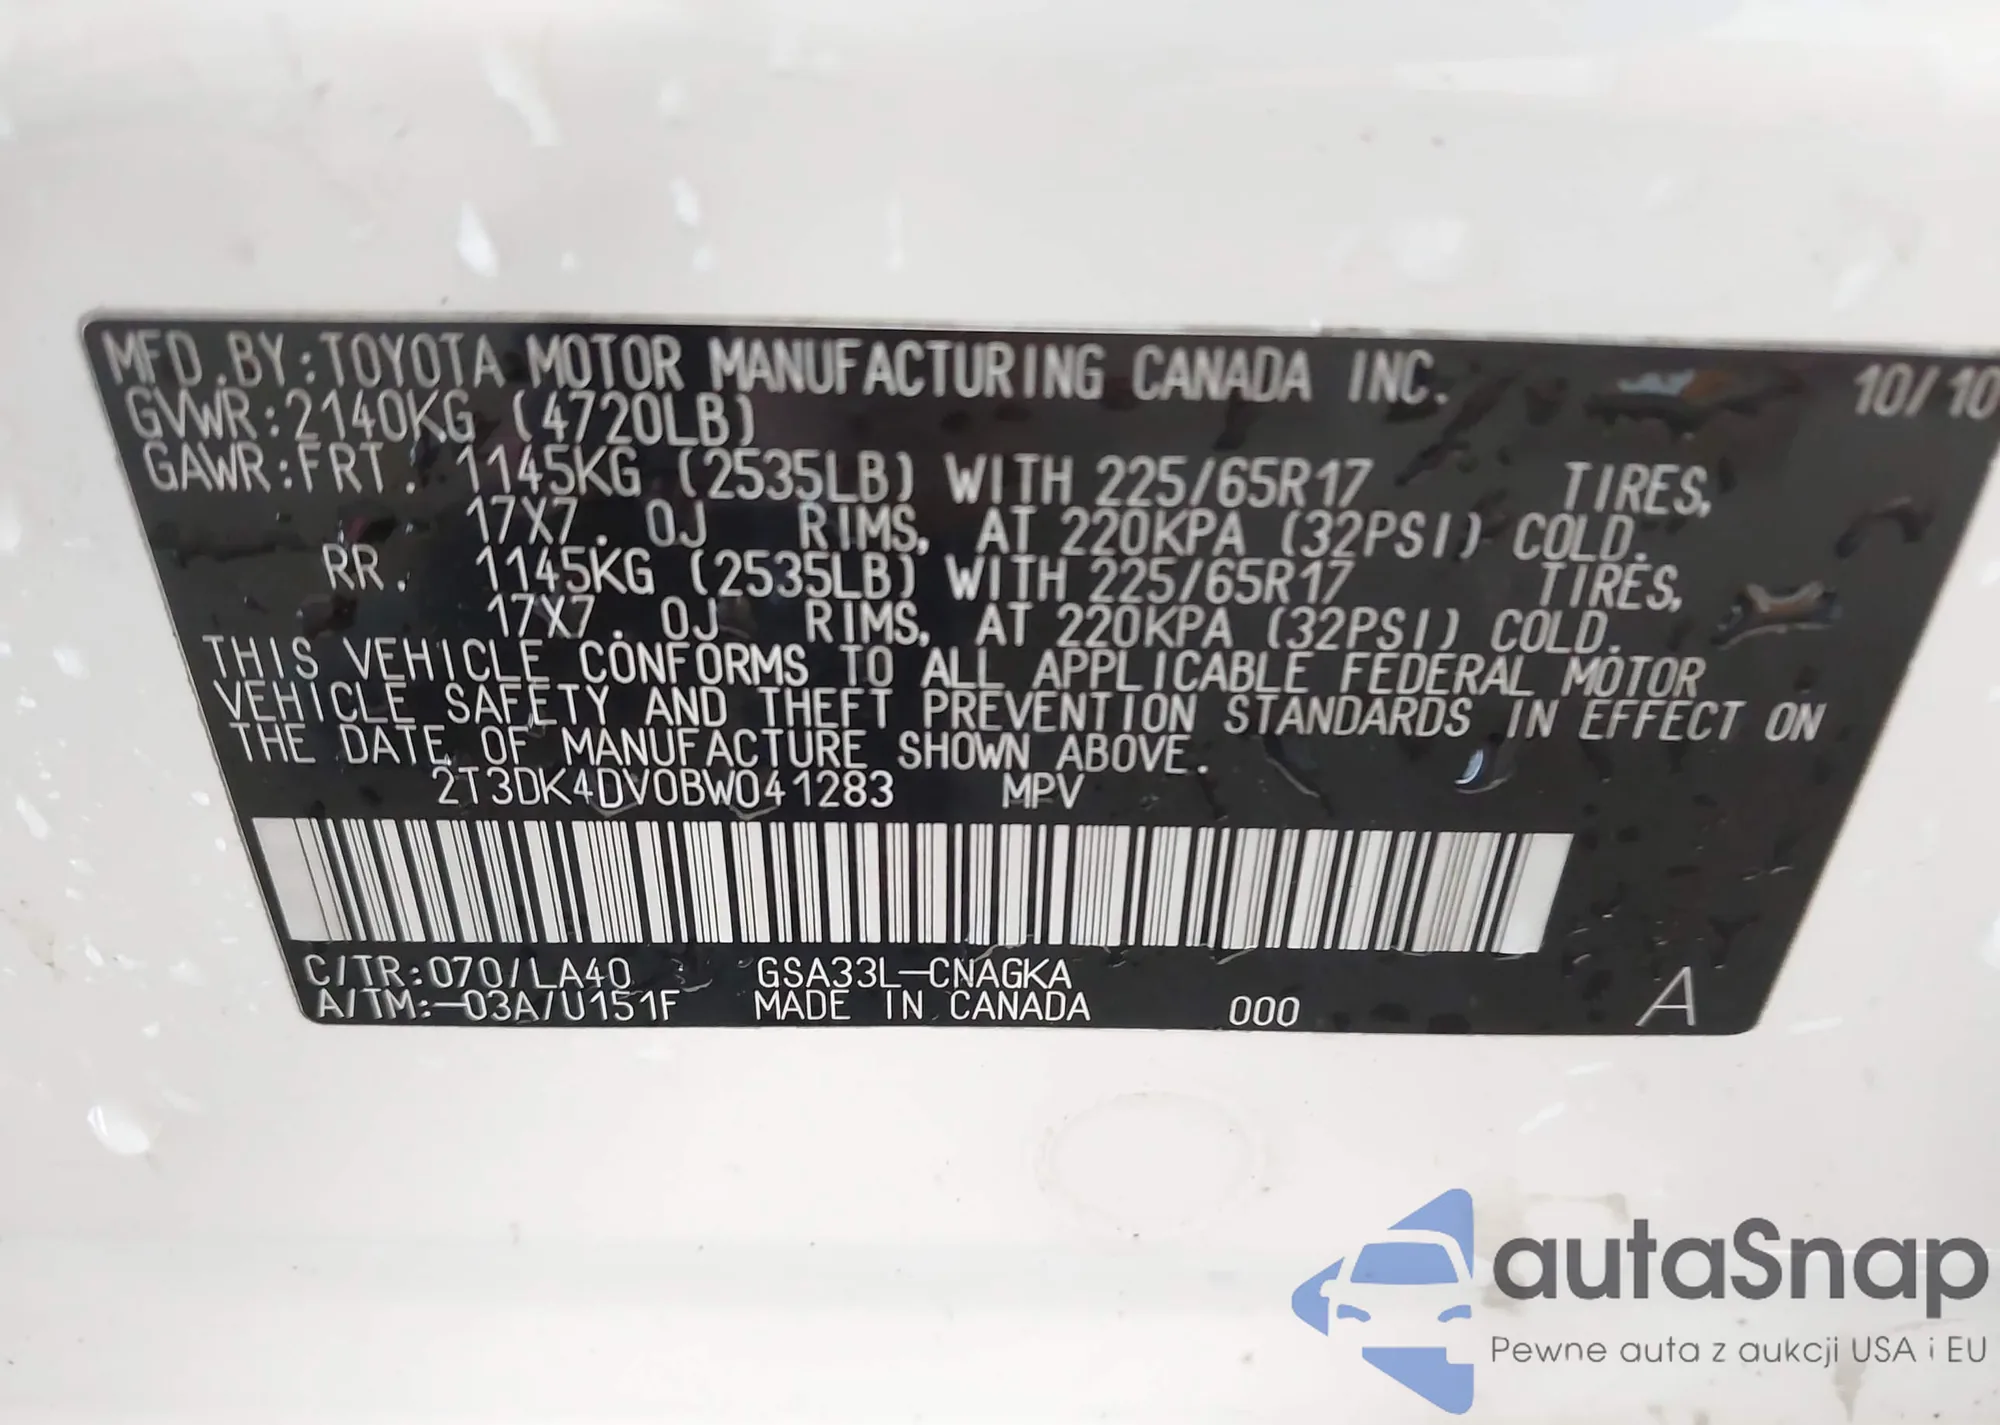 MFD.BY:TOYOTA MOTOR MANUFACTURING CANADA INC. 10/10
GVWR:2140KG (4720LB)
GAWR:FRT. 1145KG (2535LB) WITH 225/65R17 TIRES,
17X7.0J RIMS, AT 220KPA (32PSI) COLD.
RR. 1145KG (2535LB) WITH 225/65R17 TIRES,
17X7.0J RIMS, AT 220KPA (32PSI) COLD.
THIS VEHICLE CONFORMS TO ALL APPLICABLE FEDERAL MOTOR
VEHICLE SAFETY AND THEFT PREVENTION STANDARDS IN EFFECT ON
THE DATE OF MANUFACTURE SHOWN ABOVE.
2T3DK4DV0BW041283 MPV
C/TR:070/LA40 GSA33L-CNAGKA
A/TM:-03A/U151F MADE IN CANADA 000 A
autaSnap
Pewne auta z aukcji USA i EU